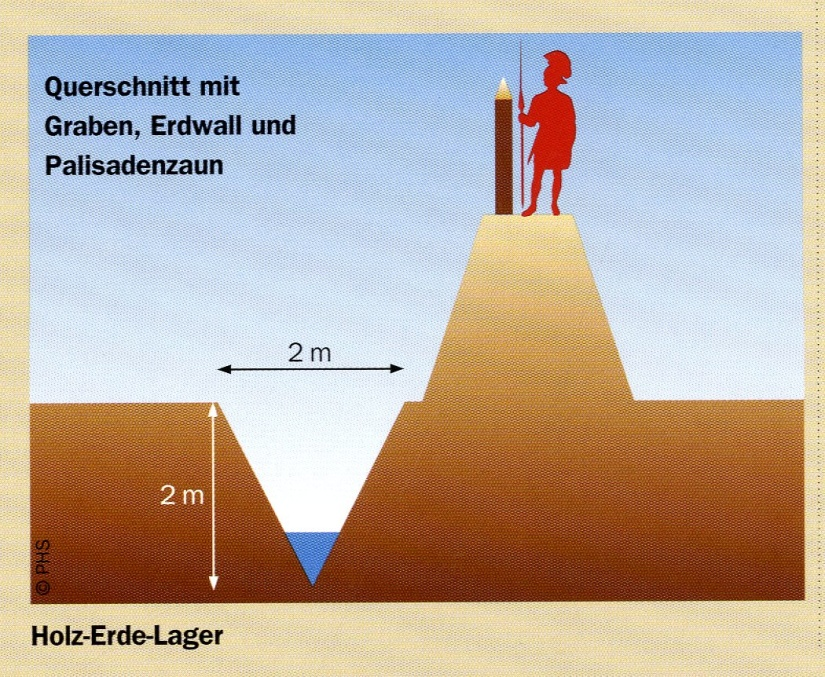 Querschnitt mit
Graben, Erdwall und
Palisadenzaun
2 m
2 m
© PHS
Holz-Erde-Lager